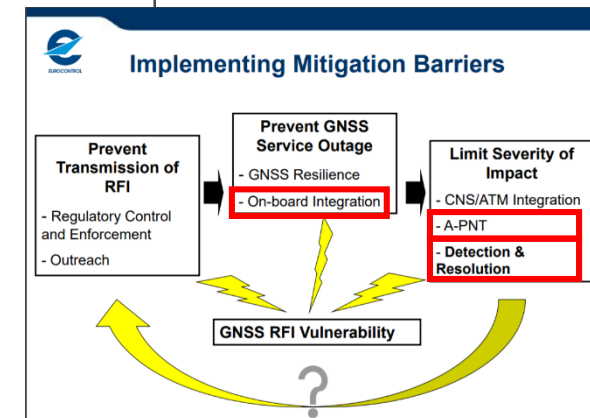 EUROCONTROL
Implementing Mitigation Barriers
Prevent
Transmission of
RFI
- Regulatory Control
and Enforcement
- Outreach
Prevent GNSS
Service Outage
- GNSS Resilience
- On-board Integration
Limit Severity of
Impact
- CNS/ATM Integration
- A-PNT
- Detection &
Resolution
GNSS RFI Vulnerability
?